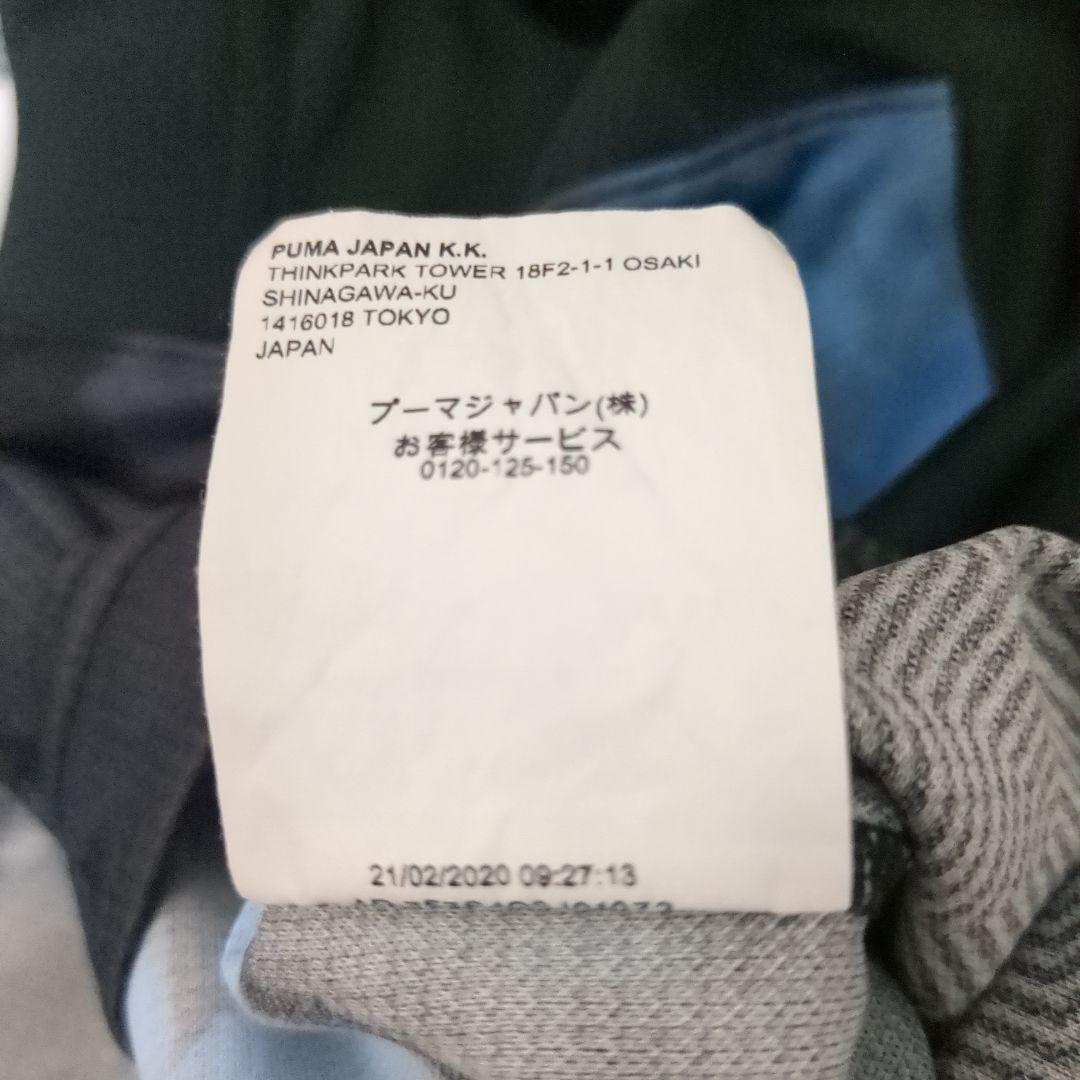 PUMA JAPAN K.K.
THINKPARK TOWER 18F2-1-1 OSAKI
SHINAGAWA-KU
1416018 TOKYO
JAPAN
プーマジャパン(株)
お客様サービス
0120-125-150
21/02/2020 09:27:13